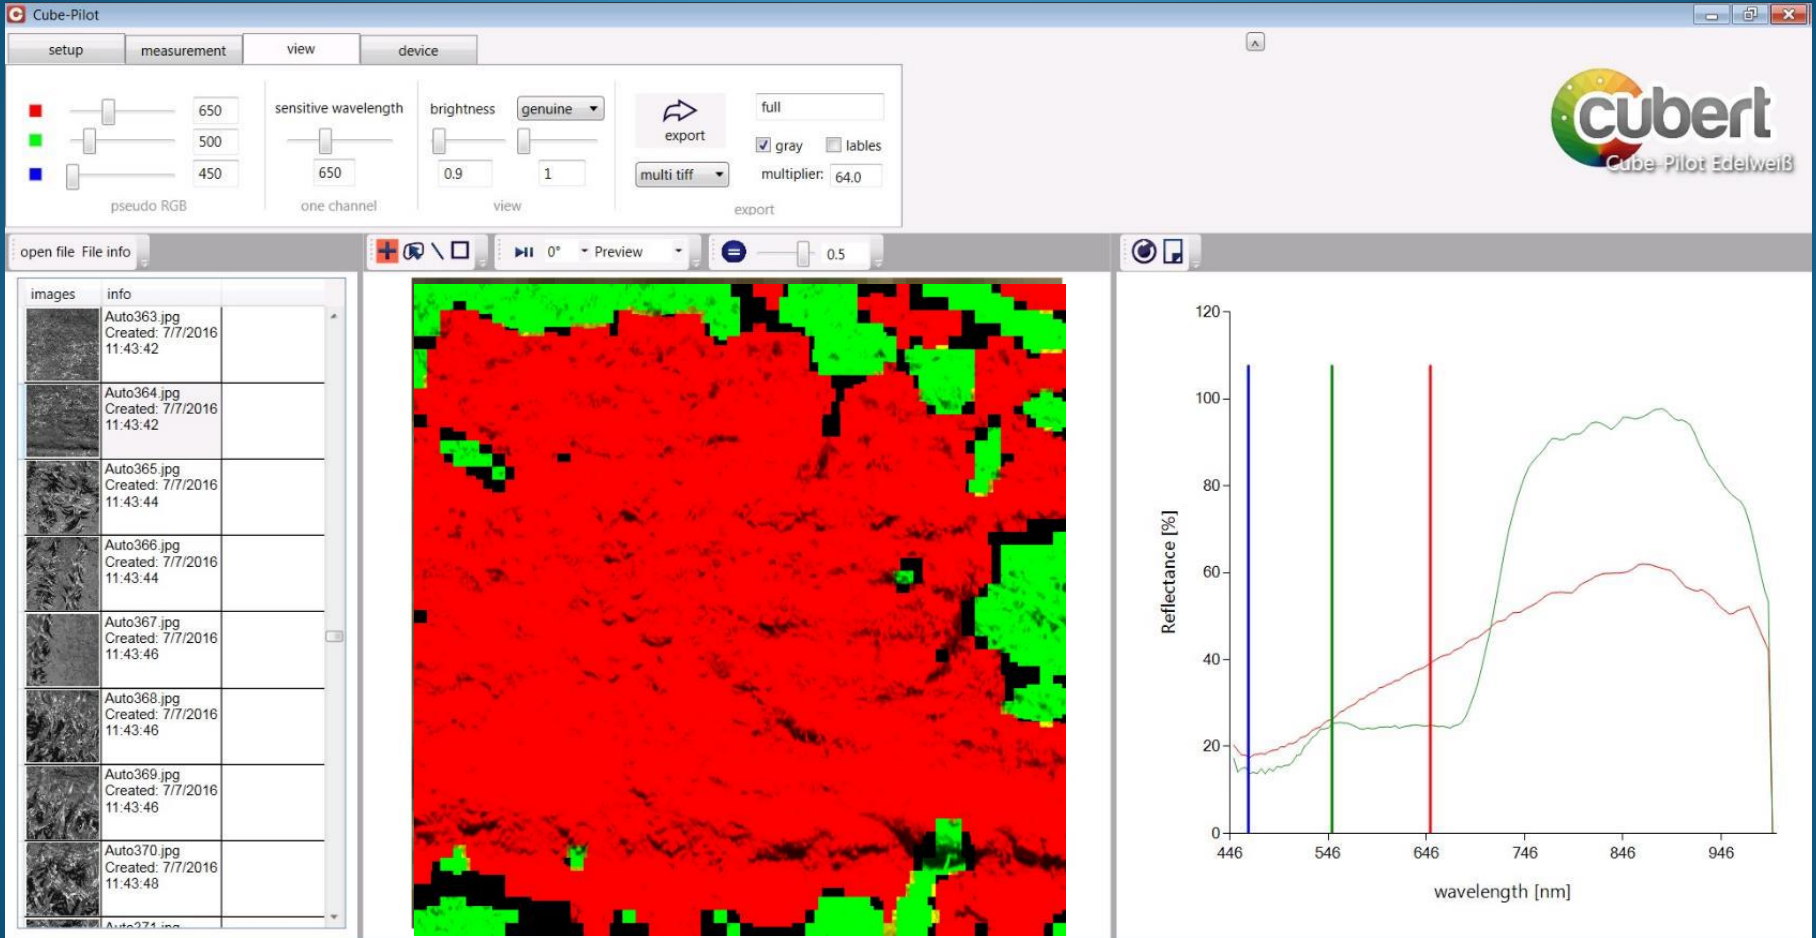 Cube-Pilot
setup measurement view device
650
500
450
pseudo RGB
sensitive wavelength
650
one channel
brightness genuine
0.9 1
view
export
full
gray lables
multi tiff multiplier: 64.0
export
cubert
Cube-Pilot Edelweiß
open file File info
0° Preview
0.5
images info
Auto363.jpg
Created: 7/7/2016
11:43:42
Auto364.jpg
Created: 7/7/2016
11:43:42
Auto365.jpg
Created: 7/7/2016
11:43:44
Auto366.jpg
Created: 7/7/2016
11:43:44
Auto367.jpg
Created: 7/7/2016
11:43:46
Auto368.jpg
Created: 7/7/2016
11:43:46
Auto369.jpg
Created: 7/7/2016
11:43:46
Auto370.jpg
Created: 7/7/2016
11:43:48
Auto371.jpg
120
100
80
60
40
20
0
Reflectance [%]
446 546 646 746 846 946
wavelength [nm]